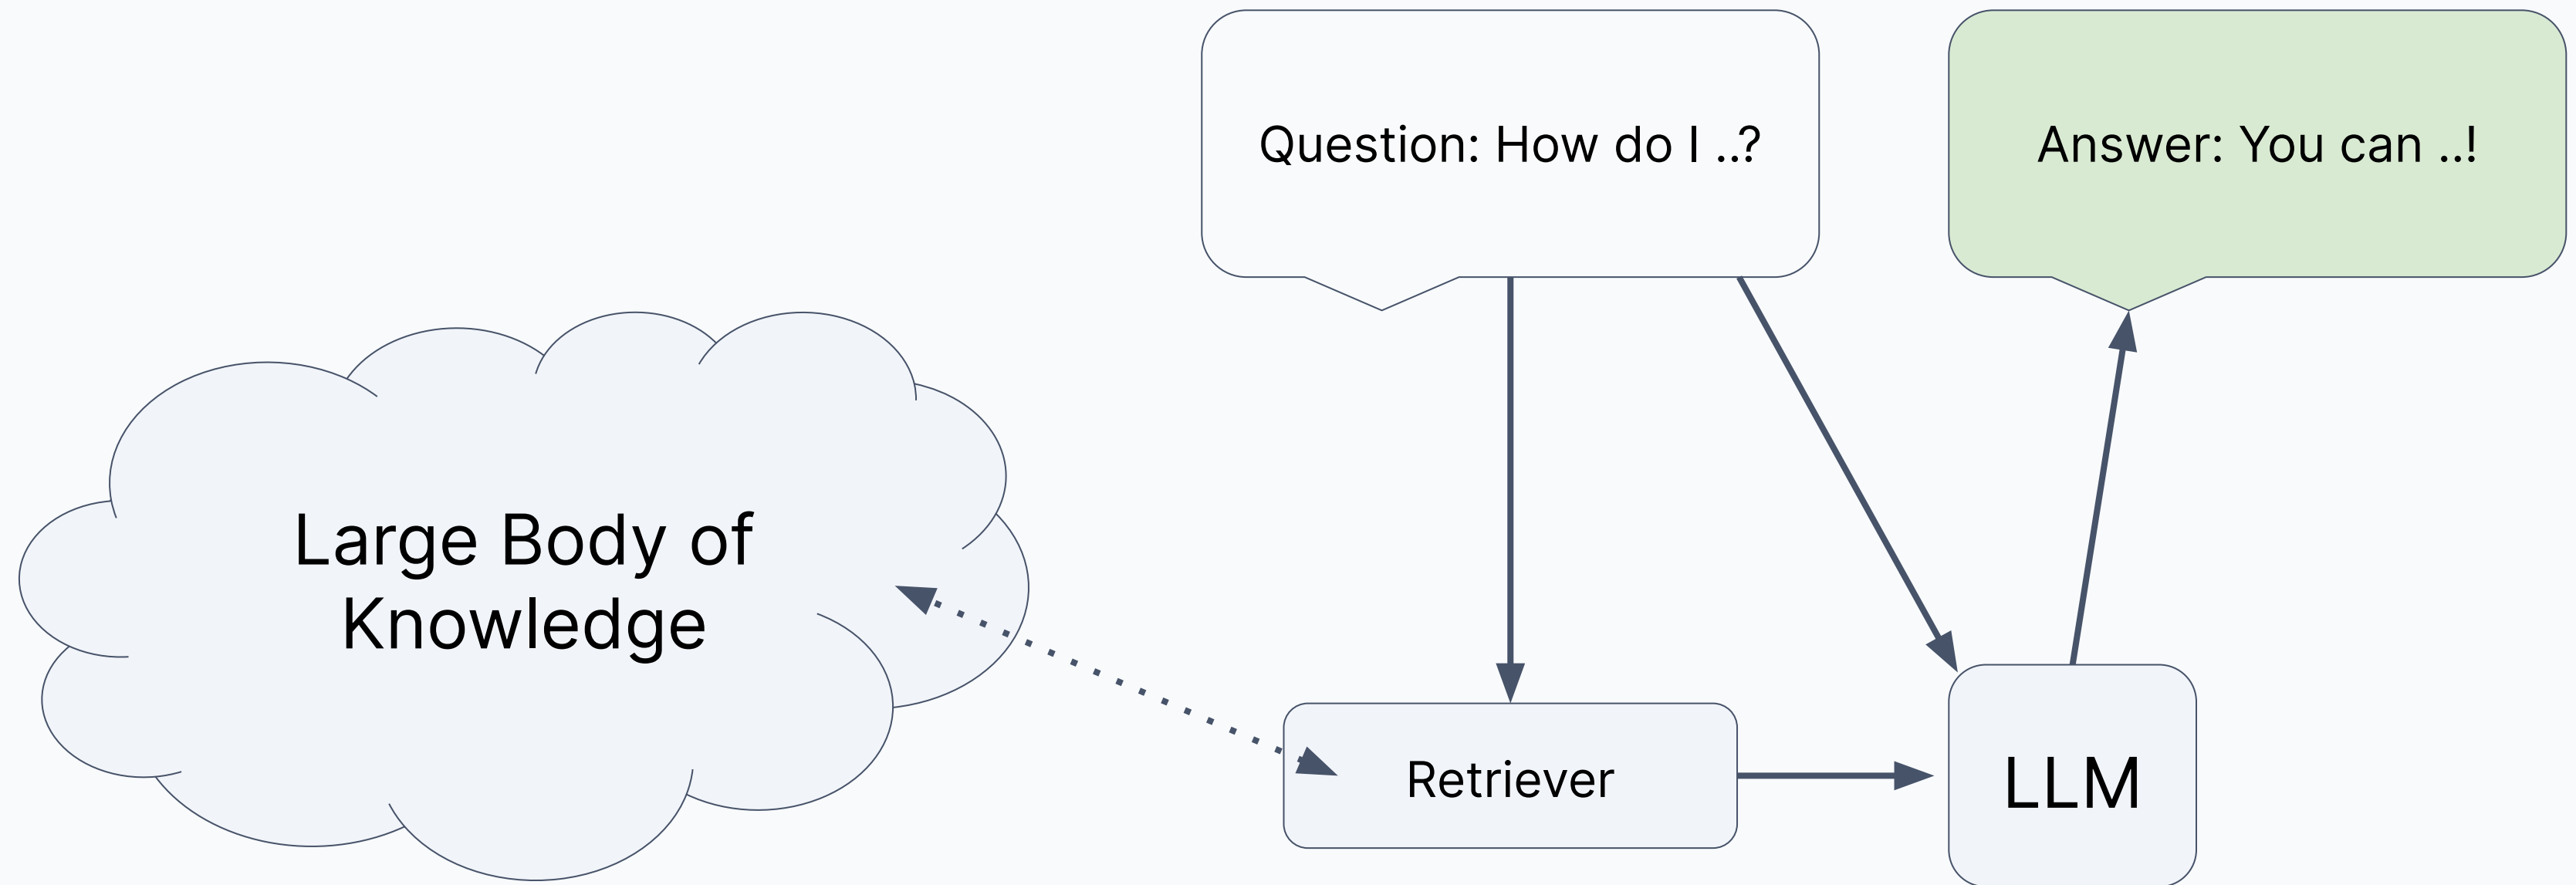 Question: How do I ..?
Answer: You can ..!
Large Body of
Knowledge
Retriever
LLM